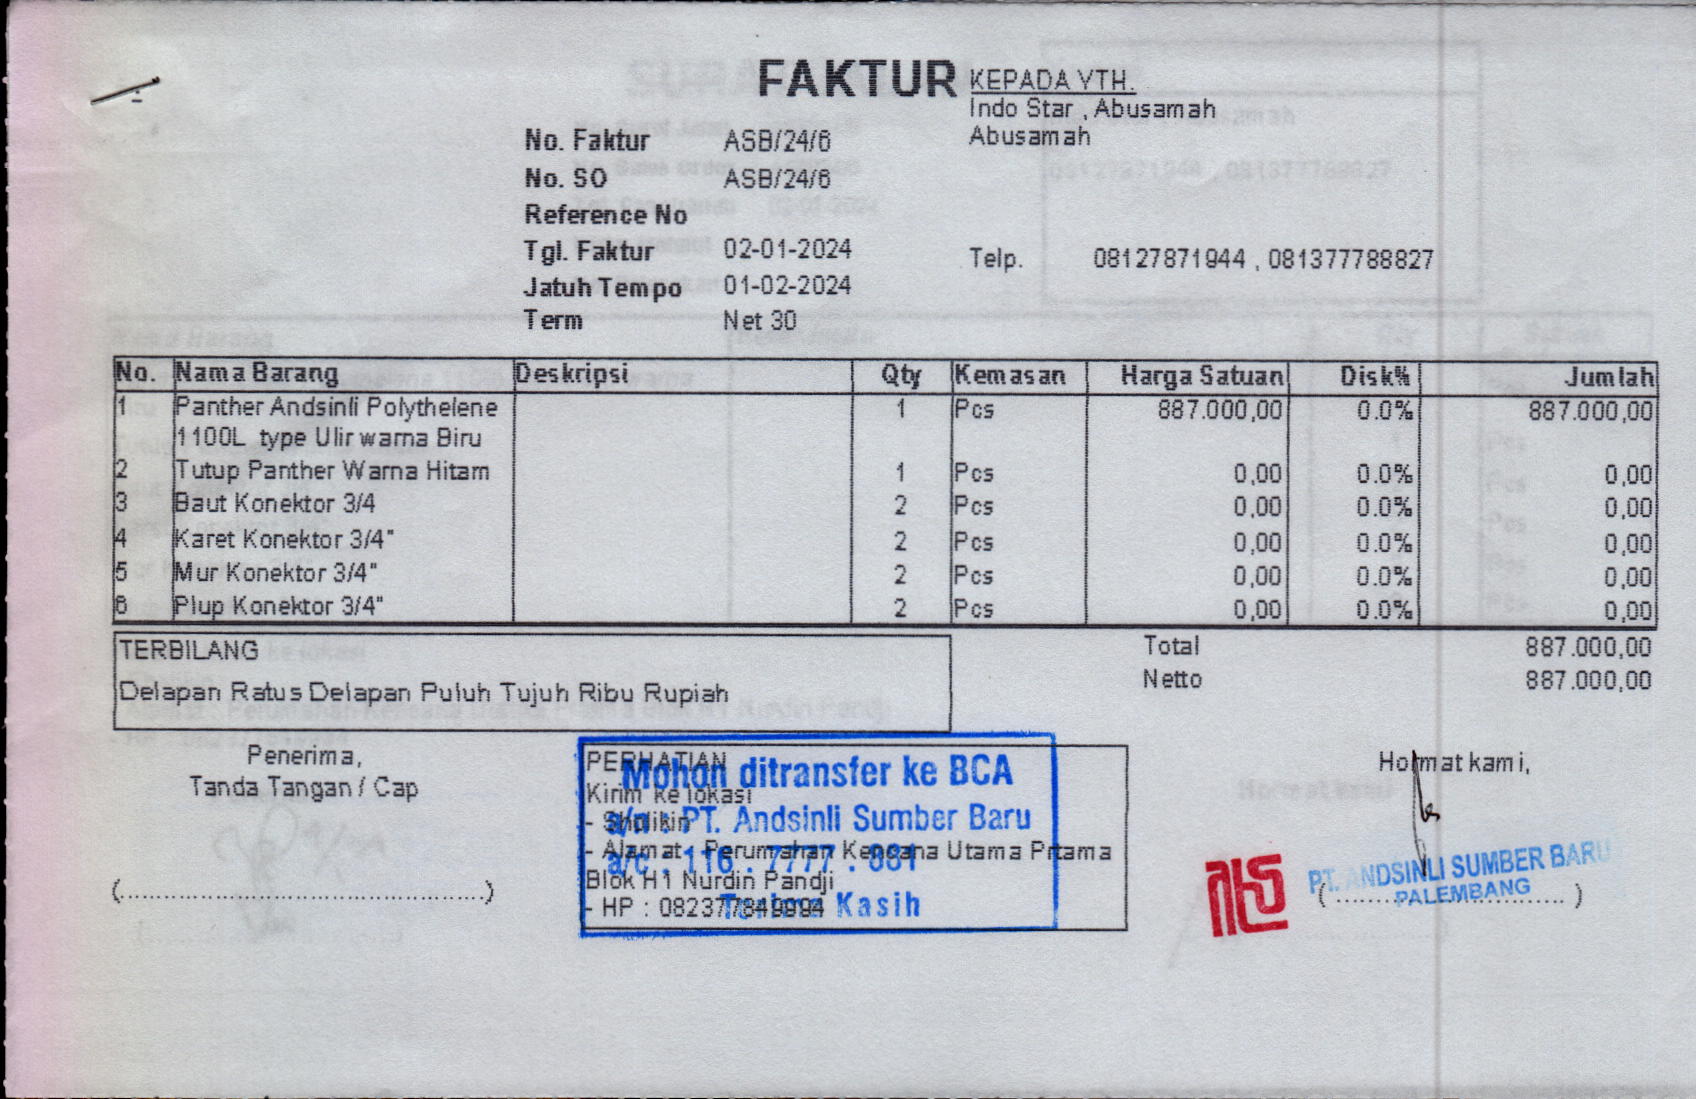 FAKTUR
KEPADA YTH.
Indo Star , Abusamah
Abusamah
No. Faktur ASB/24/6
No. SO ASB/24/6
Reference No
Tgl. Faktur 02-01-2024
Telp. 08127871944 , 081377788827
Jatuh Tempo 01-02-2024
Term Net 30
No. Nama Barang Deskripsi Qty Kemasan Harga Satuan Disk% Jumlah
1 Panther Andsinli Polythelene 1 Pcs 887.000,00 0.0% 887.000,00
1100L type Ulir warna Biru
2 Tutup Panther Warna Hitam 1 Pcs 0,00 0.0% 0,00
3 Baut Konektor 3/4 2 Pcs 0,00 0.0% 0,00
4 Karet Konektor 3/4" 2 Pcs 0,00 0.0% 0,00
5 Mur Konektor 3/4" 2 Pcs 0,00 0.0% 0,00
6 Plup Konektor 3/4" 2 Pcs 0,00 0.0% 0,00
TERBILANG
Delapan Ratus Delapan Puluh Tujuh Ribu Rupiah
Total 887.000,00
Netto 887.000,00
Penerima,
Tanda Tangan / Cap
(..........................................)
PERHATIAN
Kirim ke lokasi
- Sholikin
- Alamat : Perumahan Kencana Utama Pratama
Blok H1 Nurdin Pandji
- HP : 082377849994
Mohon ditransfer ke BCA
a/n : PT. Andsinli Sumber Baru
a/c : 116 . 7777 . 881
Terima Kasih
Hormat kami,
PT. ANDSINLI SUMBER BARU
PALEMBANG
(..........................)